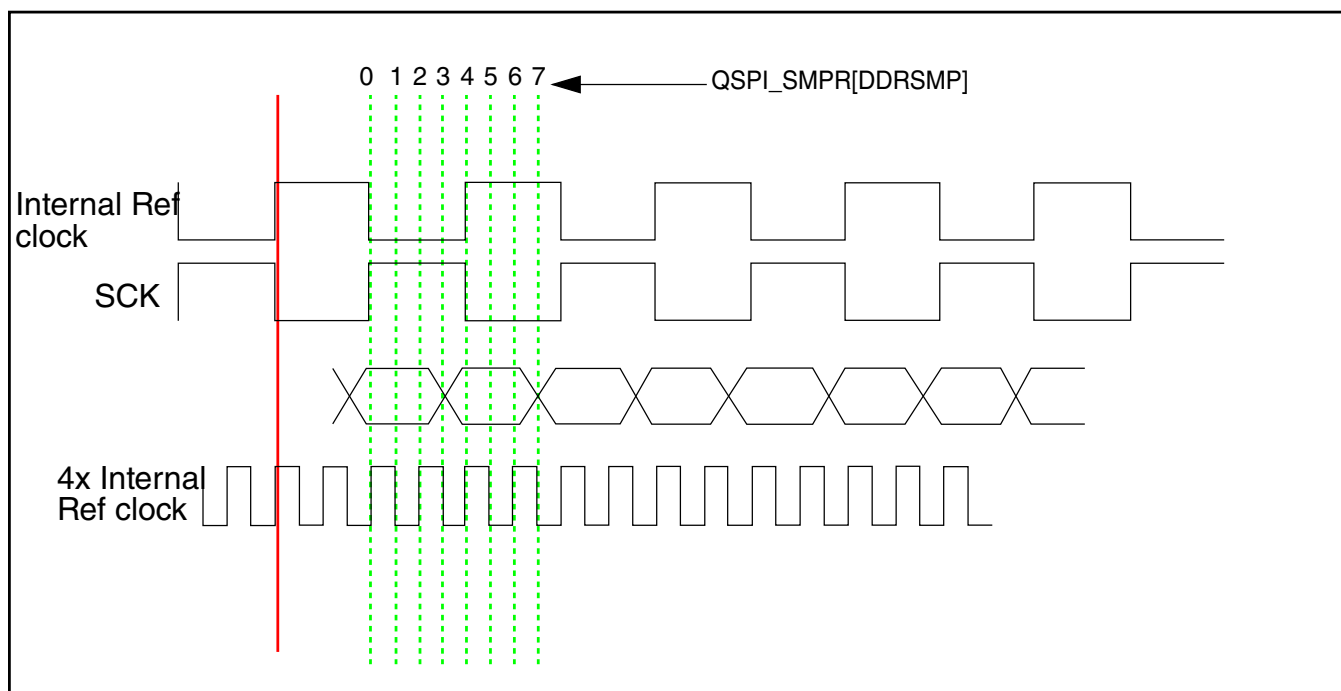 0 1 2 3 4 5 6 7
QSPI_SMPR[DDRSMP]
Internal Ref
clock
SCK
4x Internal
Ref clock